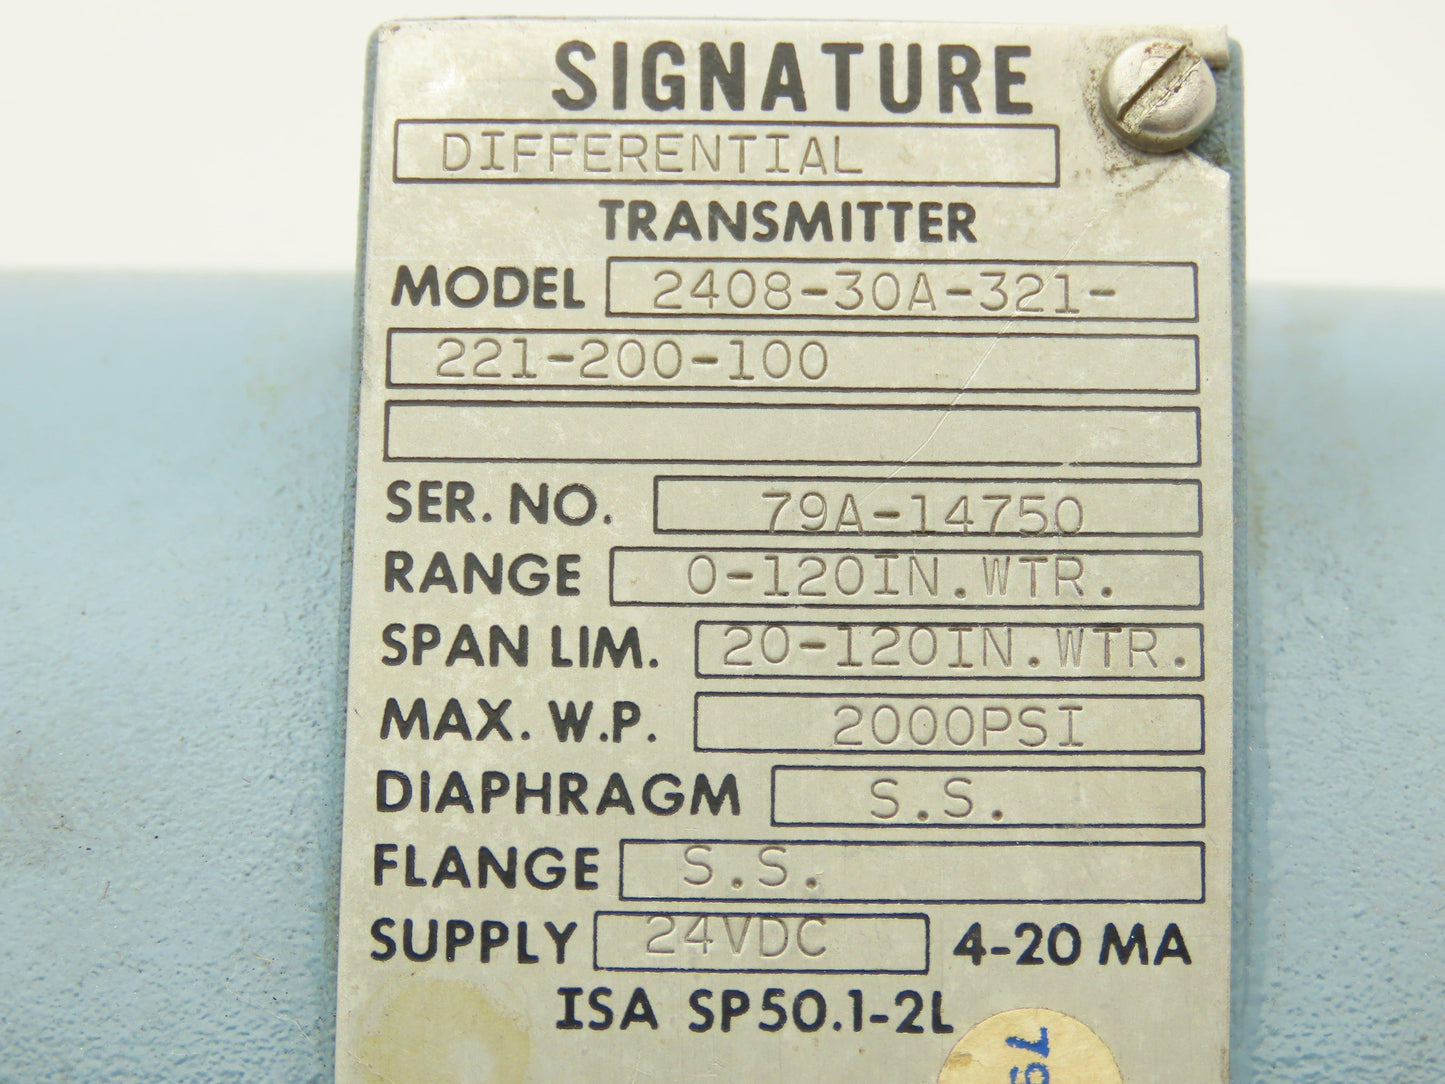 SIGNATURE
DIFFERENTIAL
TRANSMITTER
MODEL 2408-30A-321-
221-200-100
SER. NO. 79A-14750
RANGE 0-120IN.WTR.
SPAN LIM. 20-120IN.WTR.
MAX. W.P. 2000PSI
DIAPHRAGM S.S.
FLANGE S.S.
SUPPLY 24VDC 4-20 MA
ISA SP50.1-2L